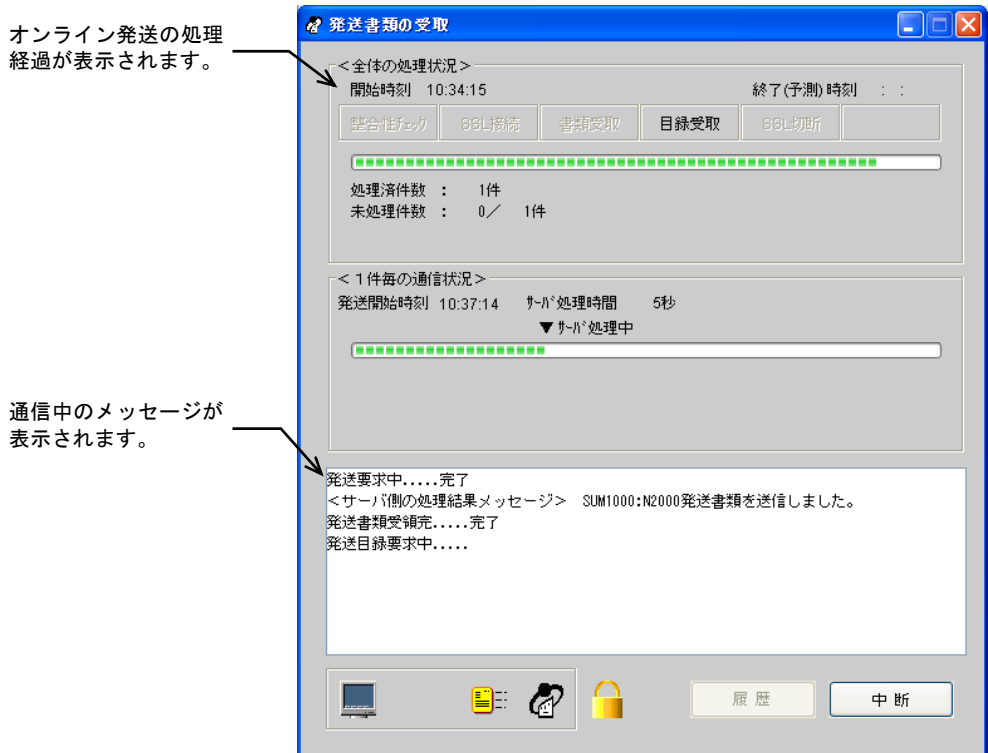 オンライン発送の処理
経過が表示されます。
発送書類の受取
＜全体の処理状況＞
開始時刻 10:34:15 終了(予測)時刻 : :
整合性ﾁｪｯｸ SSL接続 書類受取 目録受取 SSL切断
処理済件数 : 1件
未処理件数 : 0／ 1件
＜１件毎の通信状況＞
発送開始時刻 10:37:14 ｻｰﾊﾞ処理時間 5秒
▼ｻｰﾊﾞ処理中
通信中のメッセージが
表示されます。
発送要求中.....完了
＜サーバ側の処理結果メッセージ＞ SUM1000:N2000発送書類を送信しました。
発送書類受領完.....完了
発送目録要求中.....
履歴 中断